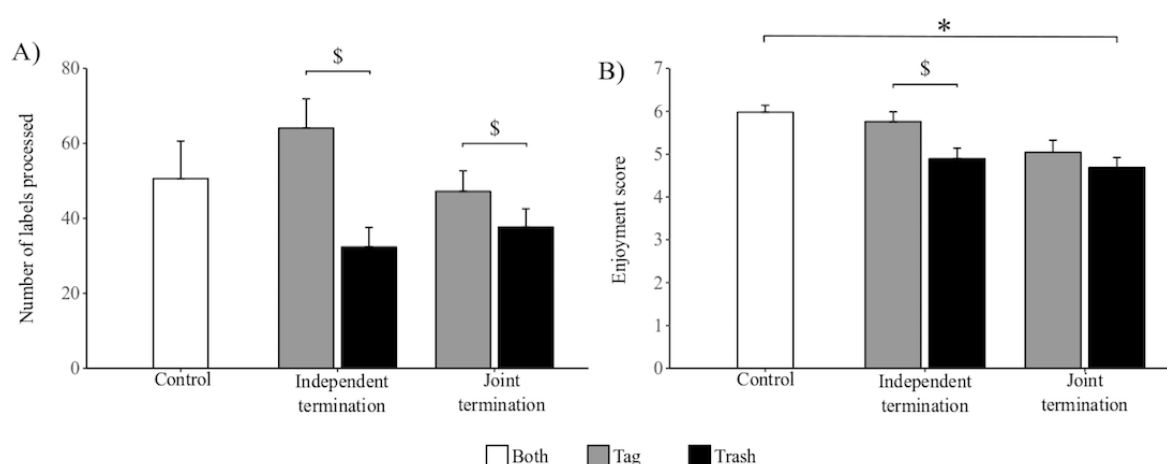 A)
Number of labels processed
80
60
40
20
0
$
$
Control
Independent
termination
Joint
termination
B)
Enjoyment score
7
6
5
4
3
2
1
0
*
$
Control
Independent
termination
Joint
termination
Both Tag Trash